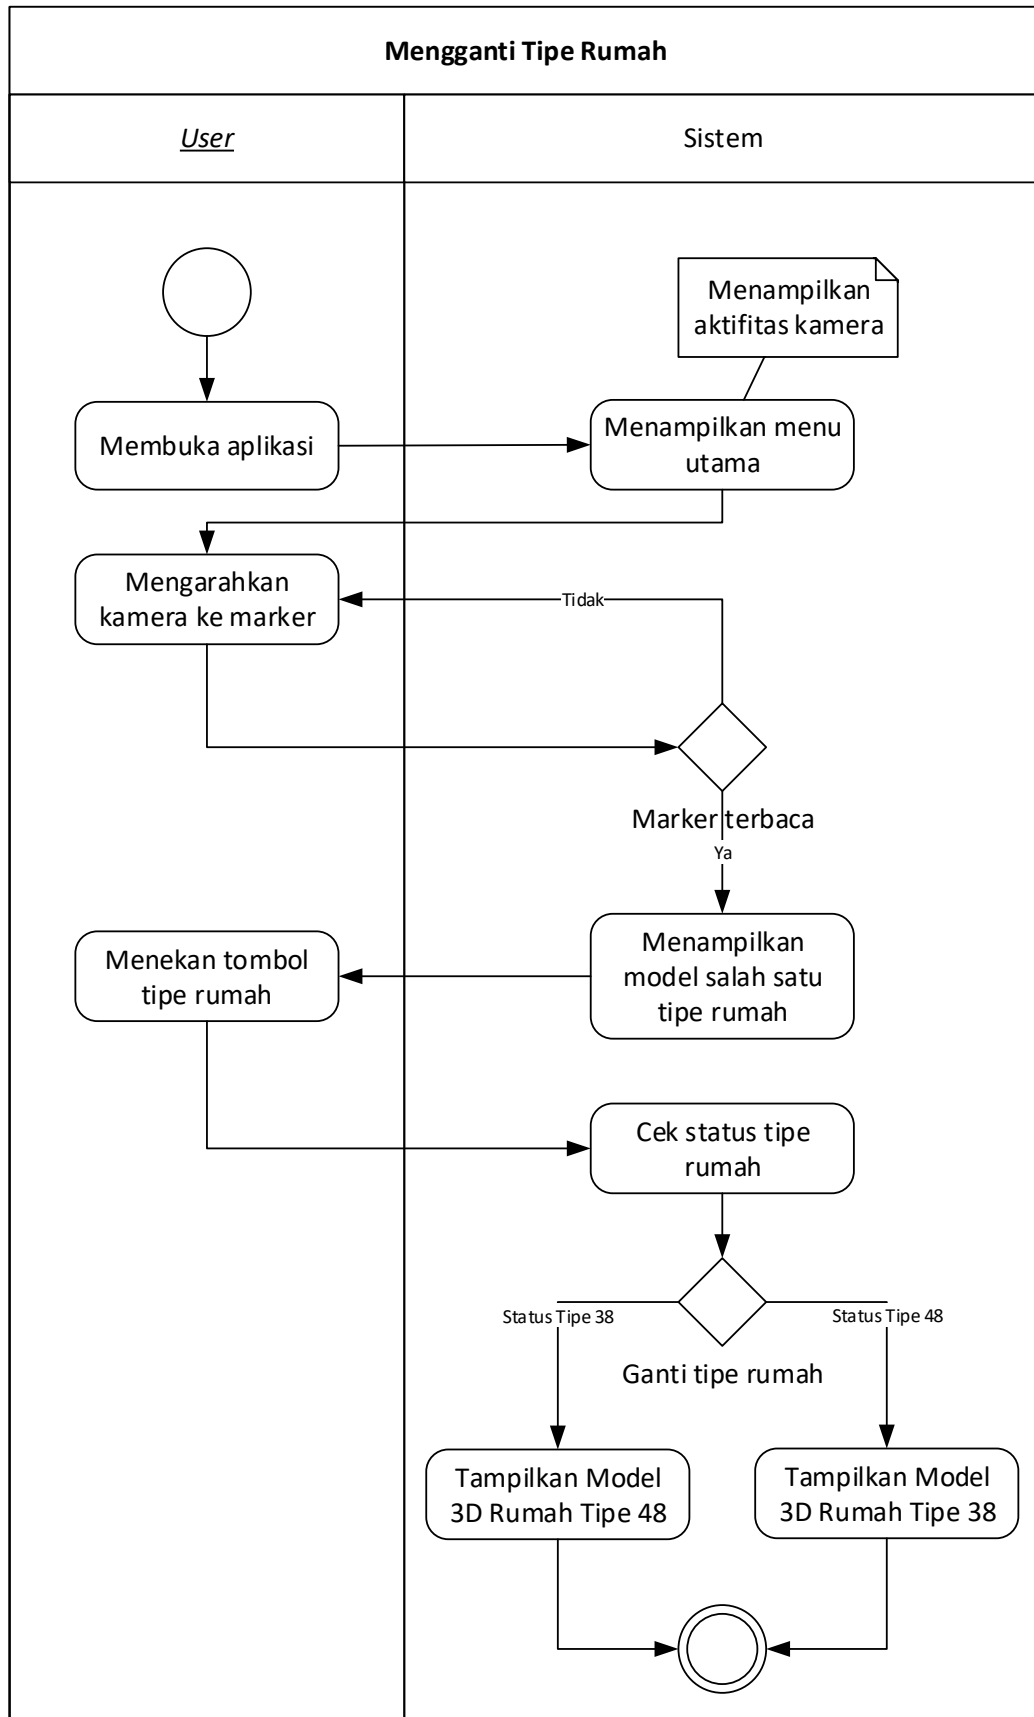 Mengganti Tipe Rumah
User
Sistem
Menampilkan
aktifitas kamera
Membuka aplikasi
Menampilkan menu
utama
Mengarahkan
kamera ke marker
Tidak
Marker terbaca
Ya
Menekan tombol
tipe rumah
Menampilkan
model salah satu
tipe rumah
Cek status tipe
rumah
Status Tipe 38
Status Tipe 48
Ganti tipe rumah
Tampilkan Model
3D Rumah Tipe 48
Tampilkan Model
3D Rumah Tipe 38